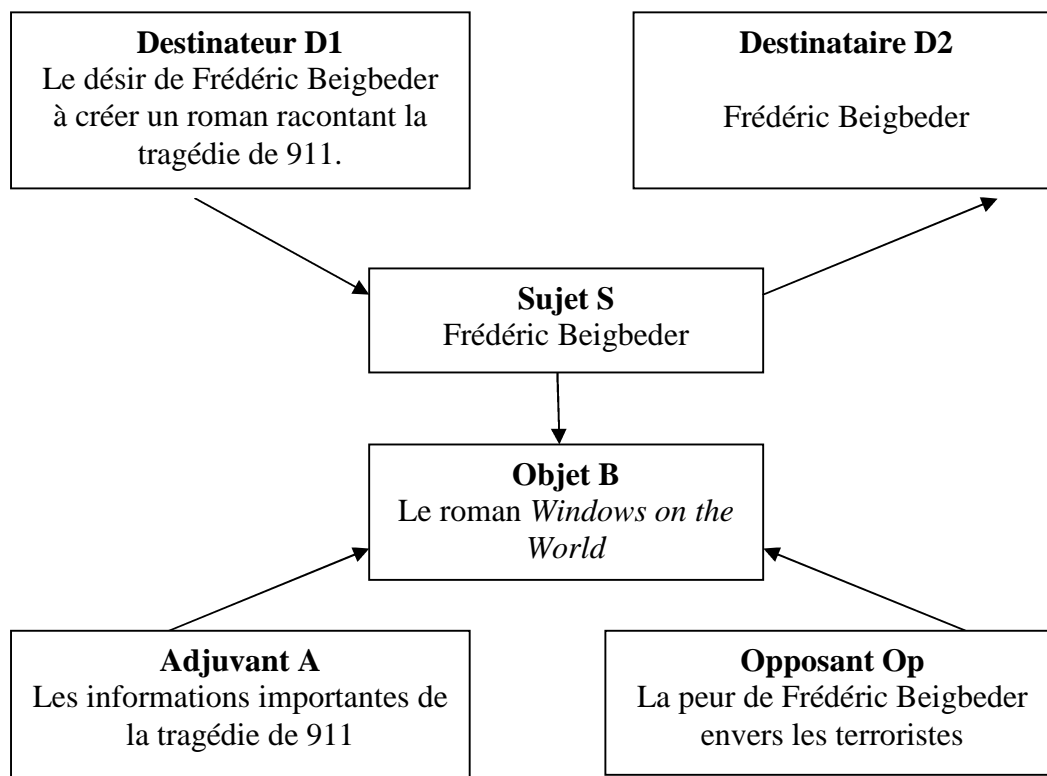 Destinateur D1
Le désir de Frédéric Beigbeder
à créer un roman racontant la
tragédie de 911.
Destinataire D2
Frédéric Beigbeder
Sujet S
Frédéric Beigbeder
Objet B
Le roman Windows on the
World
Adjuvant A
Les informations importantes de
la tragédie de 911
Opposant Op
La peur de Frédéric Beigbeder
envers les terroristes